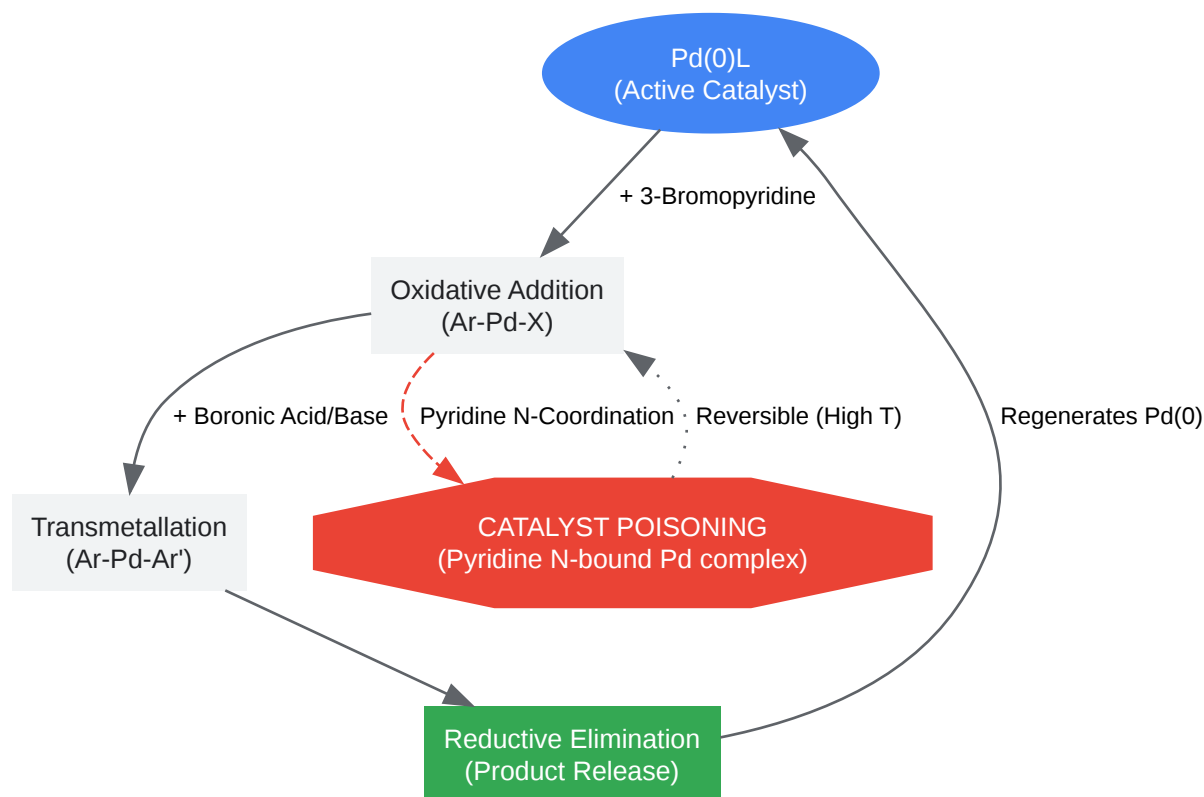 Pd(0)L
(Active Catalyst)
+ 3-Bromopyridine
Oxidative Addition
(Ar-Pd-X)
+ Boronic Acid/Base
Pyridine N-Coordination
Reversible (High T)
Regenerates Pd(0)
Transmetallation
(Ar-Pd-Ar')
CATALYST POISONING
(Pyridine N-bound Pd complex)
Reductive Elimination
(Product Release)